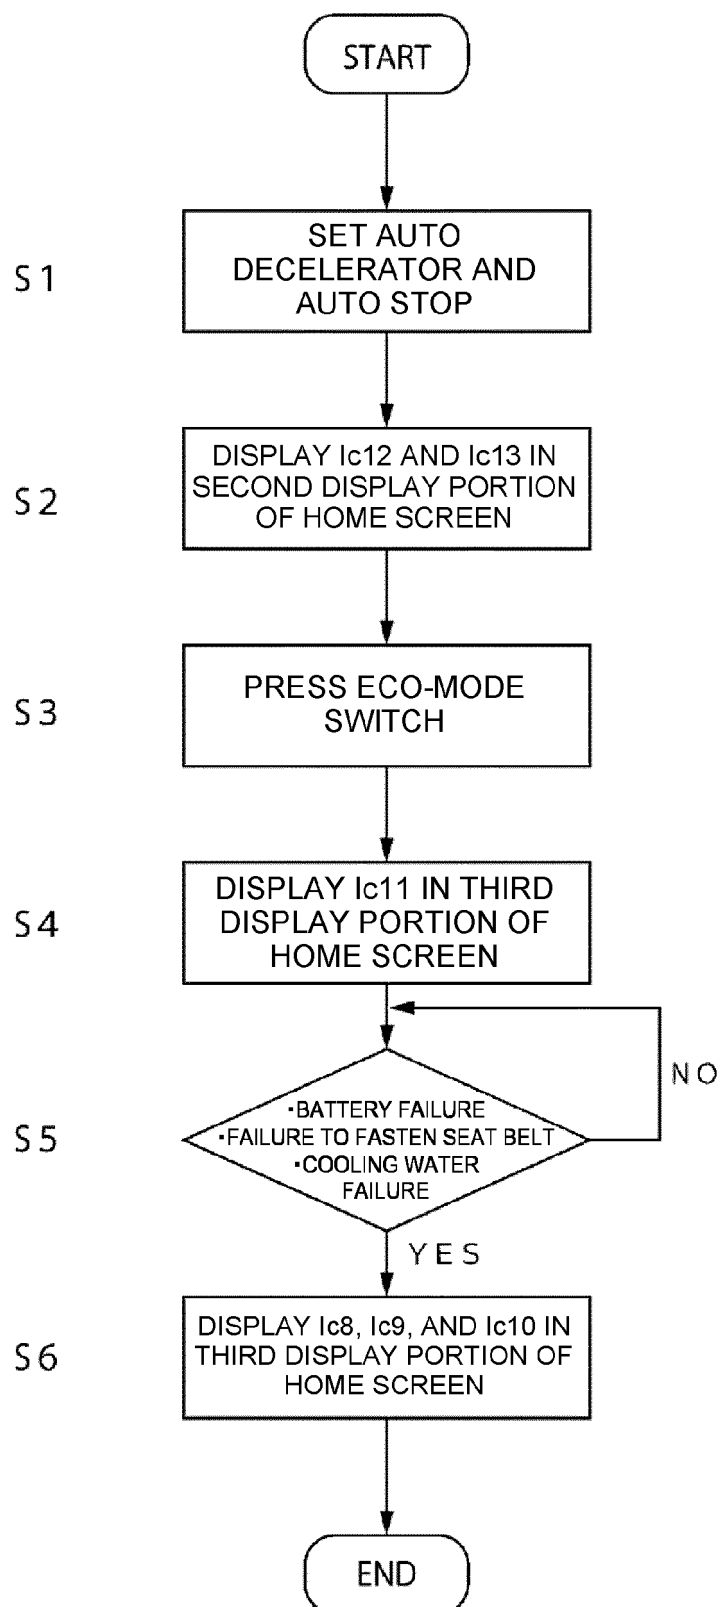 START
S1
SET AUTO
DECELERATOR AND
AUTO STOP
S2
DISPLAY Ic12 AND Ic13 IN
SECOND DISPLAY PORTION
OF HOME SCREEN
S3
PRESS ECO-MODE
SWITCH
S4
DISPLAY Ic11 IN THIRD
DISPLAY PORTION OF
HOME SCREEN
NO
S5
・BATTERY FAILURE
・FAILURE TO FASTEN SEAT BELT
・COOLING WATER
FAILURE
YES
S6
DISPLAY Ic8, Ic9, AND Ic10 IN
THIRD DISPLAY PORTION OF
HOME SCREEN
END